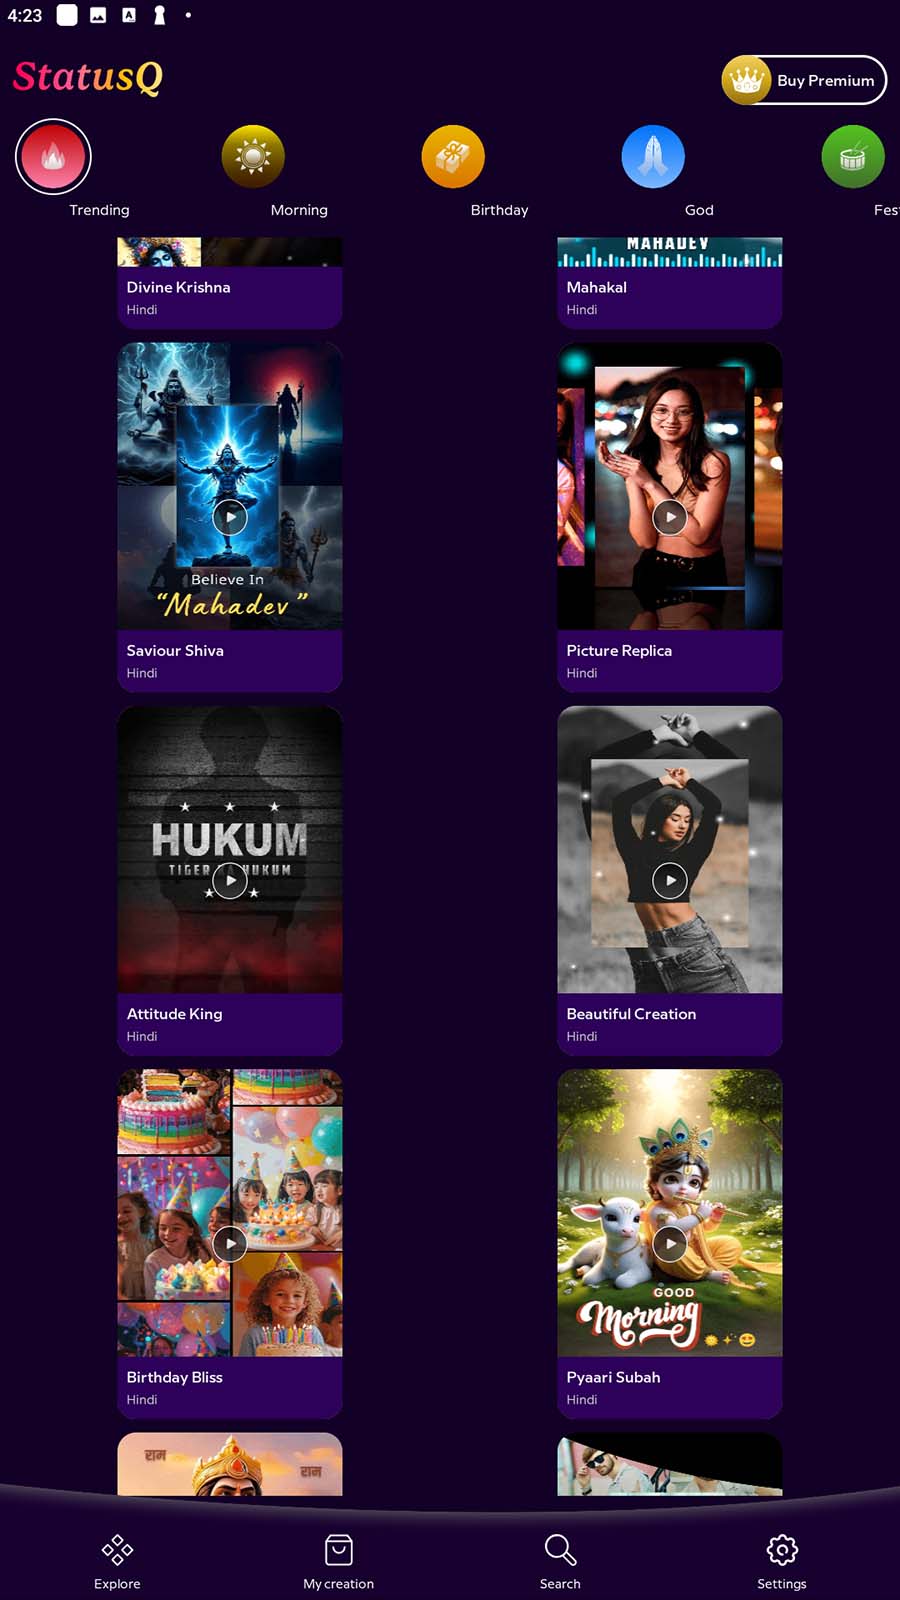 4:23
StatusQ
Buy Premium
Trending
Morning
Birthday
God
Fes
MAHADEV
Divine Krishna
Hindi
Mahakal
Hindi
Believe In
“Mahadev”
Saviour Shiva
Hindi
Picture Replica
Hindi
HUKUM
TIGER KA HUKUM
Attitude King
Hindi
Beautiful Creation
Hindi
GOOD
Morning
Birthday Bliss
Hindi
Pyaari Subah
Hindi
राम
राम
Explore
My creation
Search
Settings